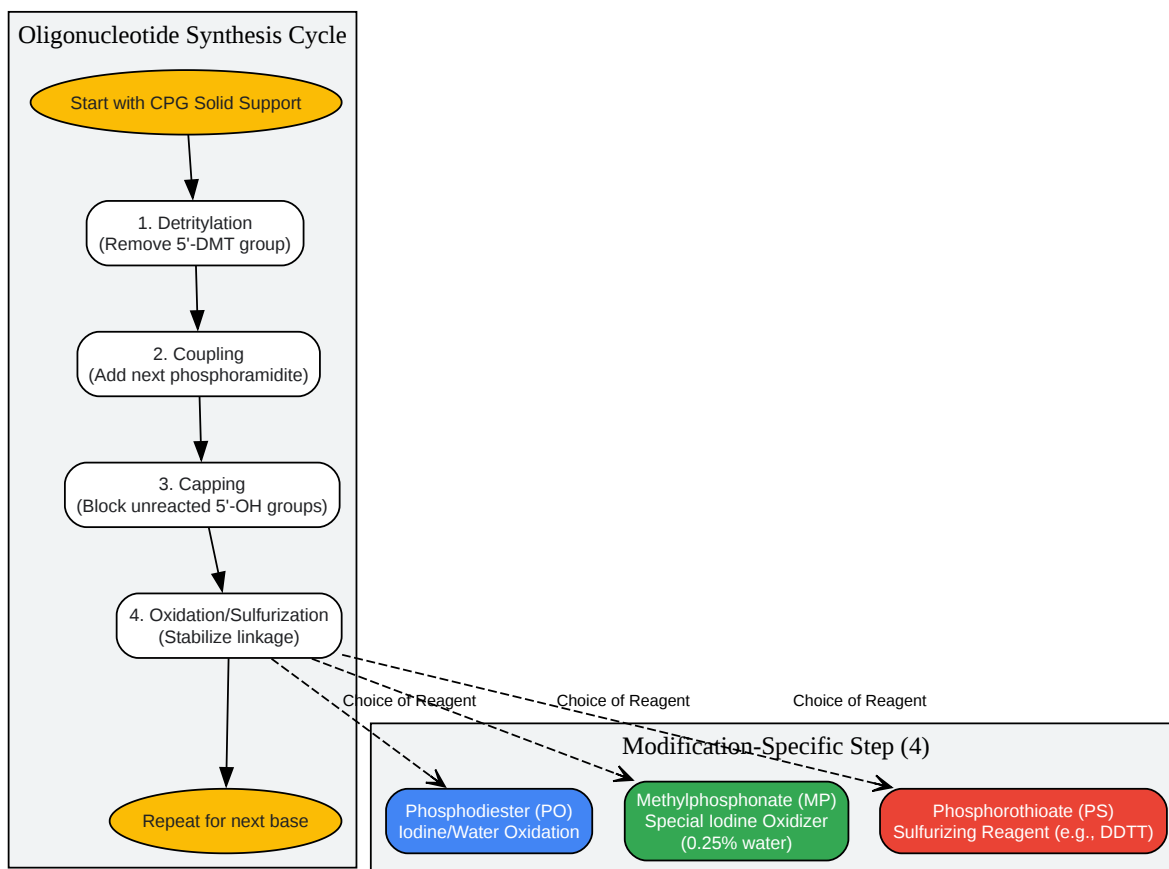 Oligonucleotide Synthesis Cycle
Start with CPG Solid Support
1. Detritylation
(Remove 5'-DMT group)
2. Coupling
(Add next phosphoramidite)
3. Capping
(Block unreacted 5'-OH groups)
4. Oxidation/Sulfurization
(Stabilize linkage)
Repeat for next base
Choice of Reagent
Choice of Reagent
Choice of Reagent
Modification-Specific Step (4)
Phosphodiester (PO)
Iodine/Water Oxidation
Methylphosphonate (MP)
Special Iodine Oxidizer
(0.25% water)
Phosphorothioate (PS)
Sulfurizing Reagent (e.g., DDTT)